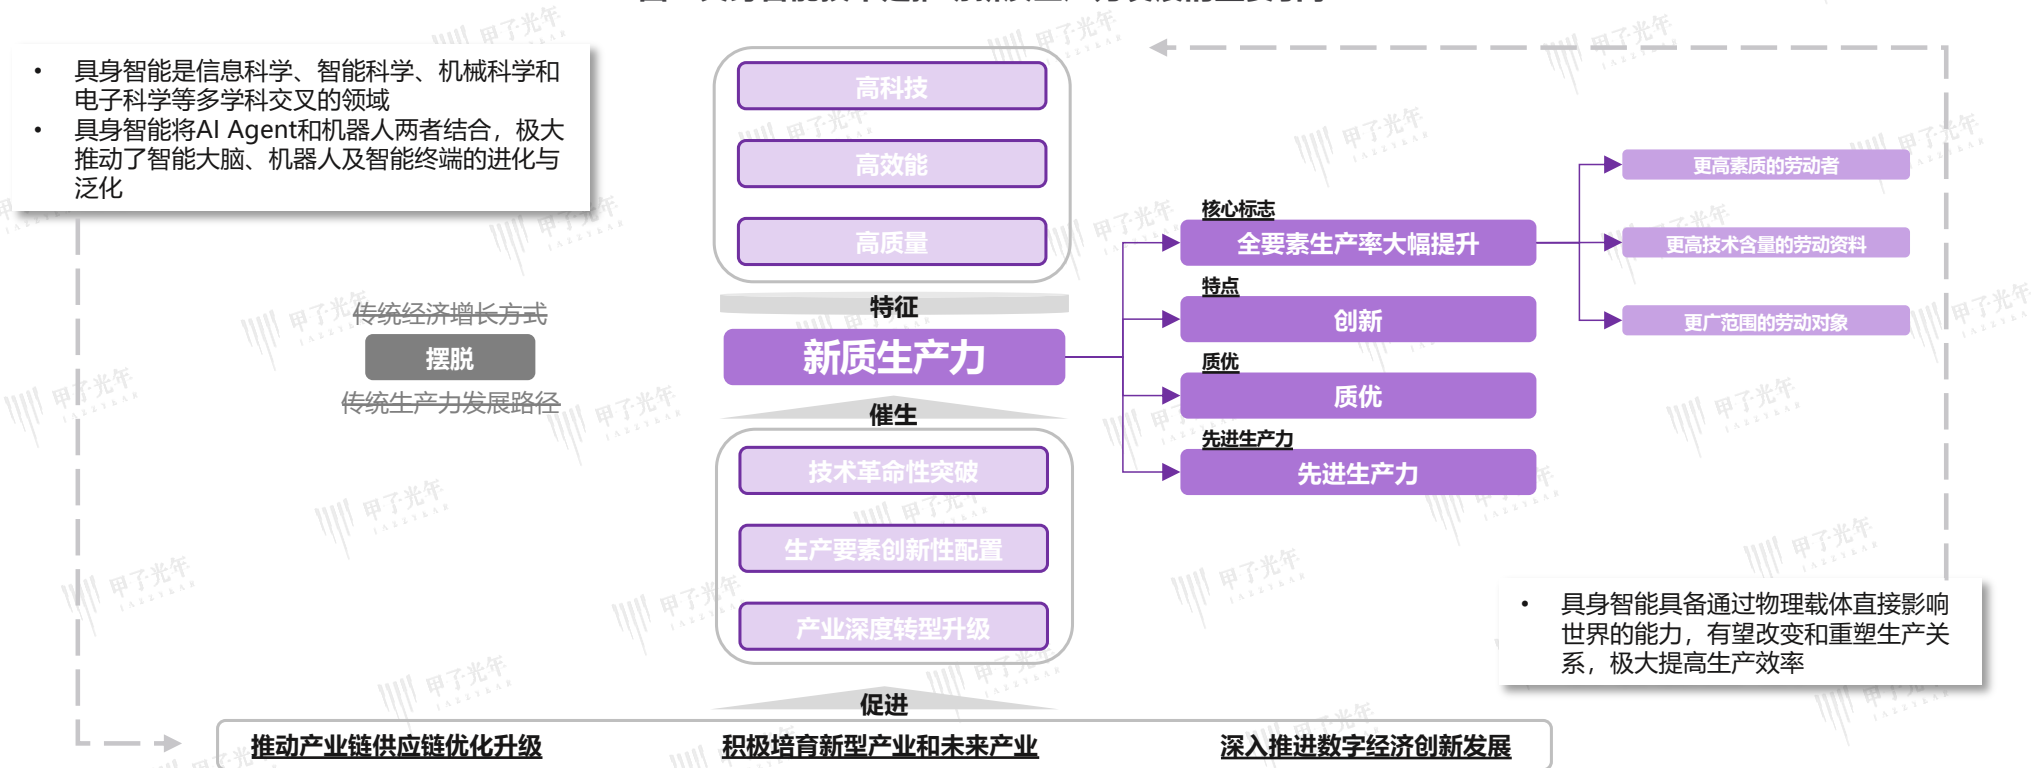 • 具身智能是信息科学、智能科学、机械科学和
电子科学等多学科交叉的领域
• 具身智能将AI Agent和机器人两者结合，极大
推动了智能大脑、机器人及智能终端的进化与
泛化
高科技
高效能
高质量
特征
传统经济增长方式
摆脱
传统生产力发展路径
新质生产力
催生
技术革命性突破
生产要素创新性配置
产业深度转型升级
促进
推动产业链供应链优化升级
积极培育新型产业和未来产业
深入推进数字经济创新发展
核心标志
全要素生产率大幅提升
特点
创新
质优
质优
先进生产力
先进生产力
更高素质的劳动者
更高技术含量的劳动资料
更广范围的劳动对象
• 具身智能具备通过物理载体直接影响
世界的能力，有望改变和重塑生产关
系，极大提高生产效率
甲子光年